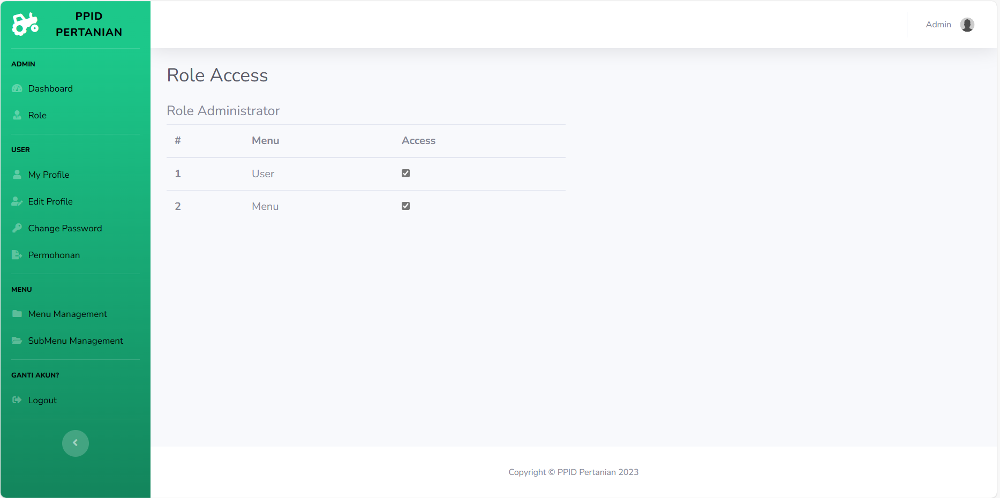 PPID
PERTANIAN
ADMIN
Dashboard
Role
USER
My Profile
Edit Profile
Change Password
Permohonan
MENU
Menu Management
SubMenu Management
GANTI AKUN?
Logout
Admin
Role Access
Role Administrator
# Menu Access
1 User
2 Menu
Copyright © PPID Pertanian 2023